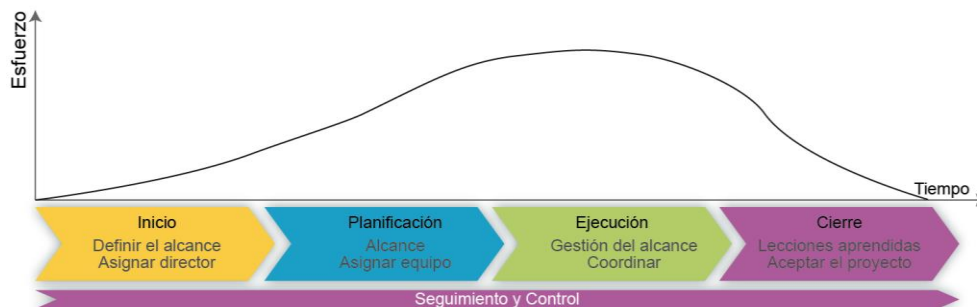 Esfuerzo
Tiempo
Inicio
Definir el alcance
Asignar director
Planificación
Alcance
Asignar equipo
Ejecución
Gestión del alcance
Coordinar
Cierre
Lecciones aprendidas
Aceptar el proyecto
Seguimiento y Control